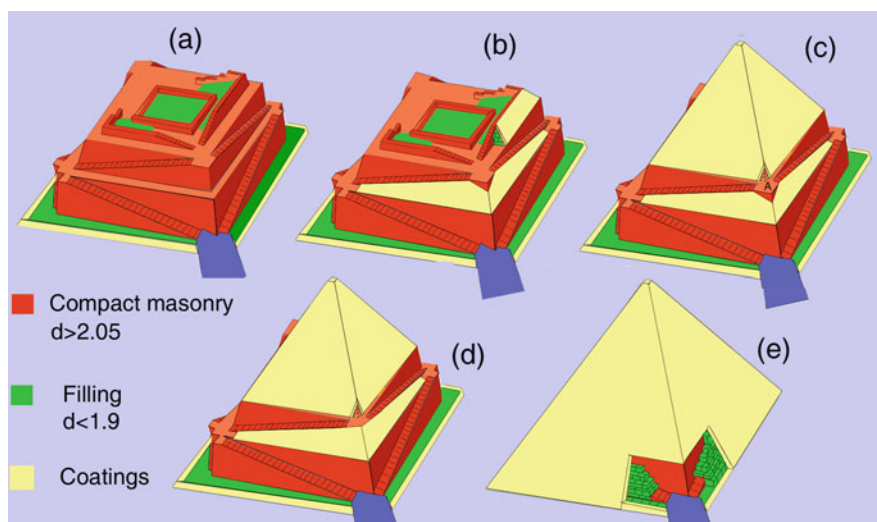 (a)
(b)
(c)
A
Compact masonry
d>2.05
(d)
(e)
Filling
d<1.9
Coatings